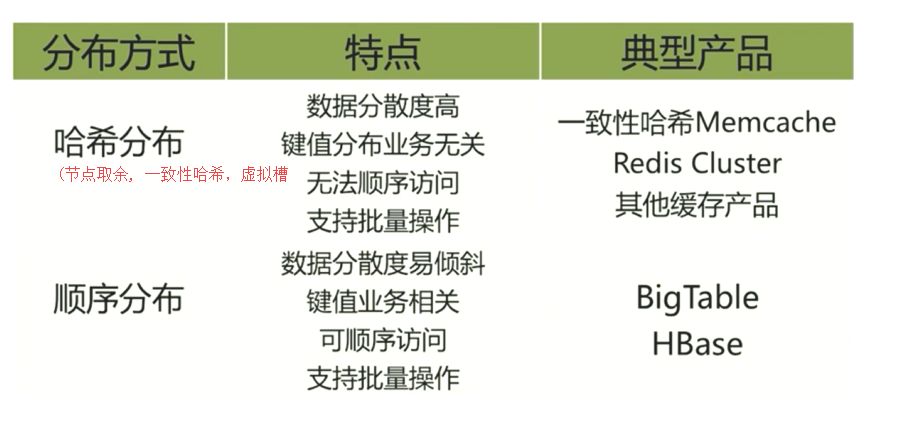 分布方式
特点
典型产品
哈希分布
(节点取余, 一致性哈希，虚拟槽
数据分散度高
键值分布业务无关
无法顺序访问
支持批量操作
一致性哈希Memcache
Redis Cluster
其他缓存产品
顺序分布
数据分散度易倾斜
键值业务相关
可顺序访问
支持批量操作
BigTable
HBase